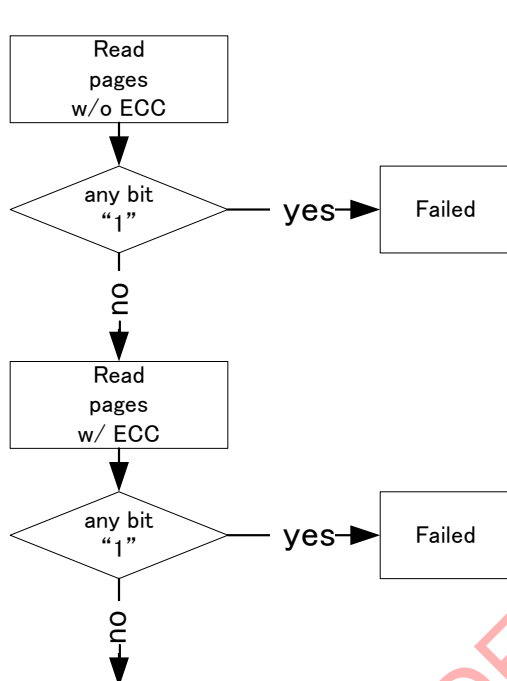 Read
pages
w/o ECC
any bit
“1”
yes
Failed
no
Read
pages
w/ ECC
any bit
“1”
yes
Failed
no